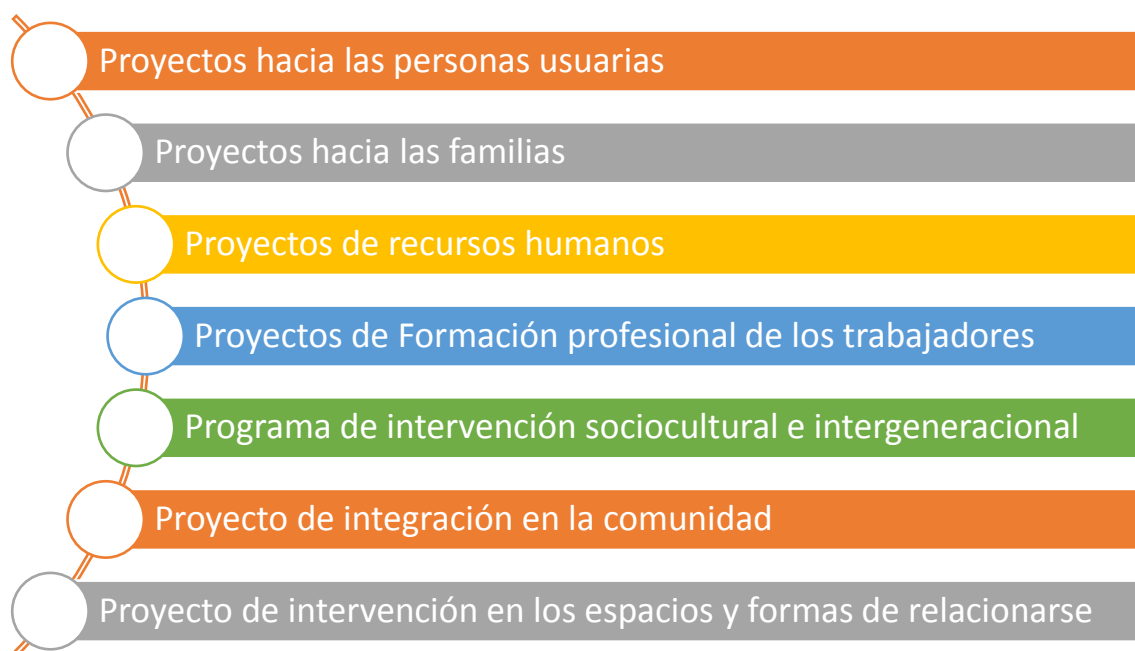 Proyectos hacia las personas usuarias
Proyectos hacia las familias
Proyectos de recursos humanos
Proyectos de Formación profesional de los trabajadores
Programa de intervención sociocultural e intergeneracional
Proyecto de integración en la comunidad
Proyecto de intervención en los espacios y formas de relacionarse